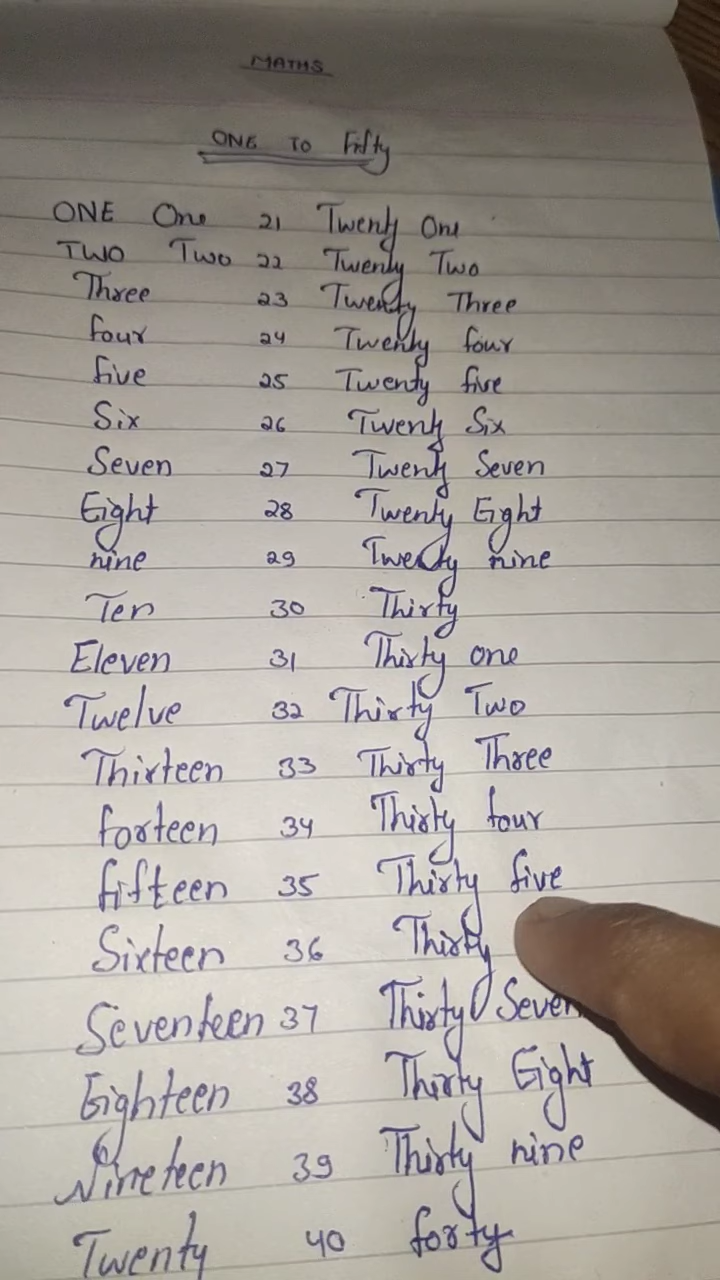 MATHS
ONE TO Fifty
ONE One 21 Twenty One
TWO Two 22 Twenty Two
Three 23 Twenty Three
four 24 Twenty four
five 25 Twenty five
Six 26 Twenty Six
Seven 27 Twenty Seven
Eight 28 Twenty Eight
nine 29 Twenty nine
Ten 30 Thirty
Eleven 31 Thirty one
Twelve 32 Thirty Two
Thirteen 33 Thirty Three
forteen 34 Thirty four
fifteen 35 Thirty five
Sixteen 36 Thirty
Seventeen 37 Thirty Seven
Eighteen 38 Thirty Eight
Nineteen 39 Thirty nine
Twenty 40 forty